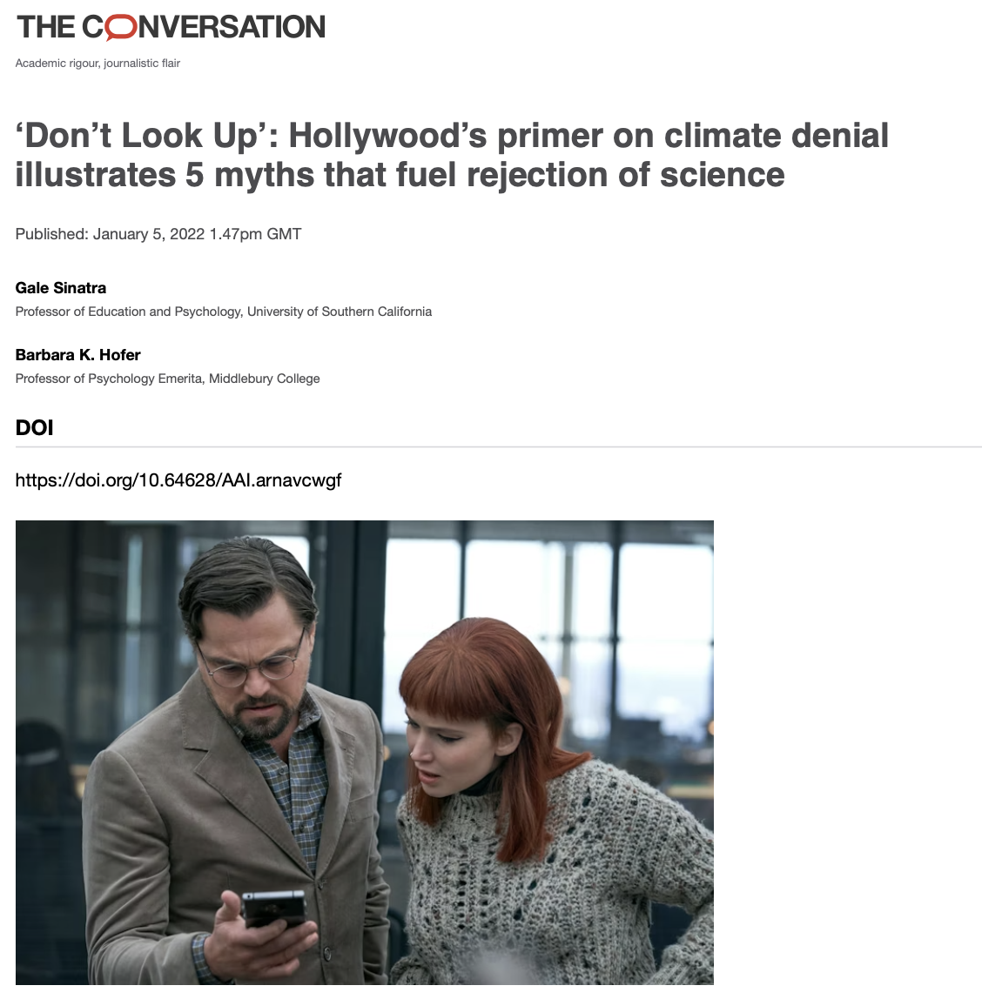 THE CONVERSATION
Academic rigour, journalistic flair
‘Don’t Look Up’: Hollywood’s primer on climate denial
illustrates 5 myths that fuel rejection of science
Published: January 5, 2022 1.47pm GMT
Gale Sinatra
Professor of Education and Psychology, University of Southern California
Barbara K. Hofer
Professor of Psychology Emerita, Middlebury College
DOI
https://doi.org/10.64628/AAI.arnavcwgf